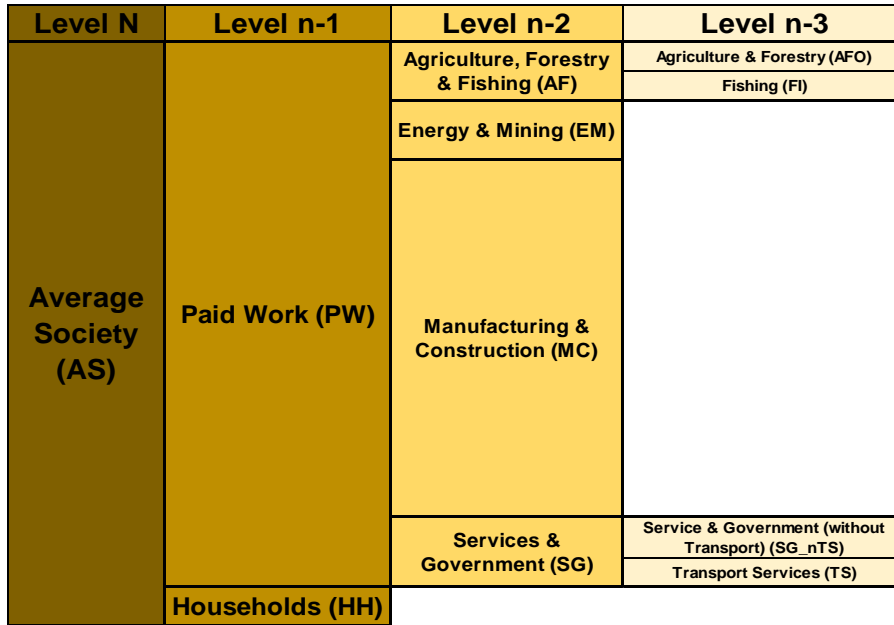 Level N
Level n-1
Level n-2
Level n-3
Average
Society
(AS)
Paid Work (PW)
Households (HH)
Agriculture, Forestry
& Fishing (AF)
Energy & Mining (EM)
Manufacturing &
Construction (MC)
Services &
Government (SG)
Agriculture & Forestry (AFO)
Fishing (FI)
Service & Government (without
Transport) (SG_nTS)
Transport Services (TS)